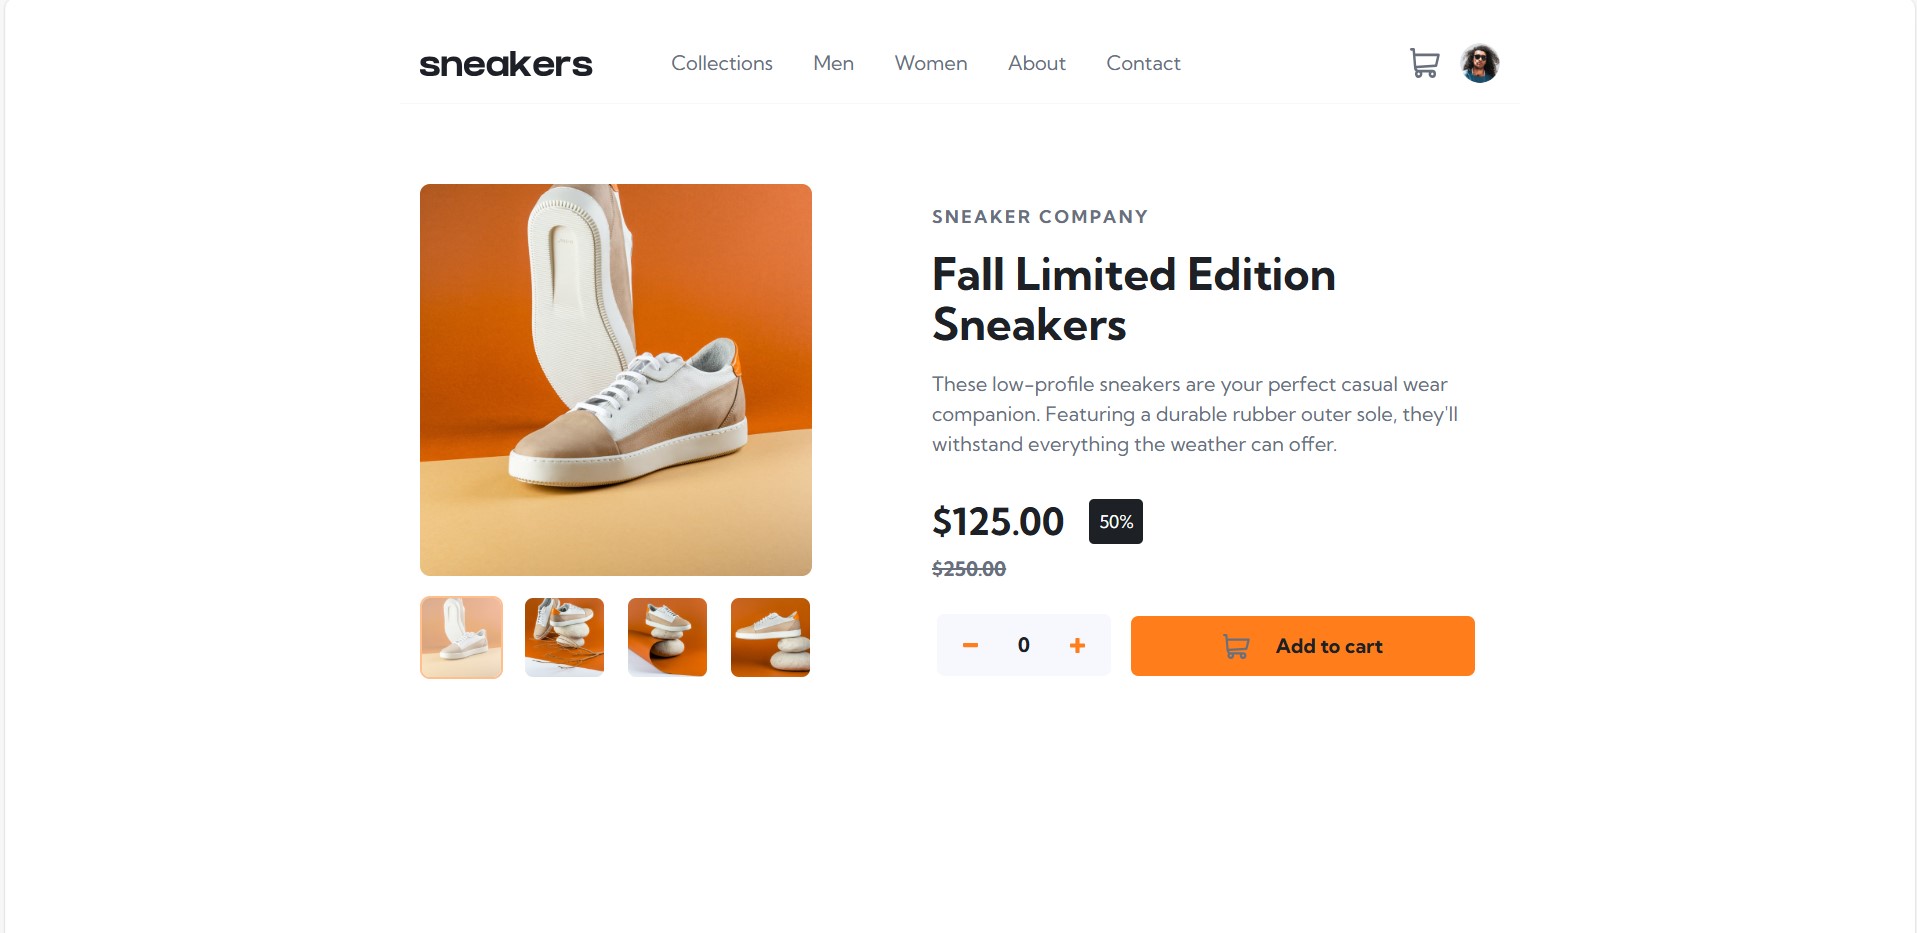 sneakers
Collections Men Women About Contact
SNEAKER COMPANY
Fall Limited Edition
Sneakers
These low-profile sneakers are your perfect casual wear
companion. Featuring a durable rubber outer sole, they'll
withstand everything the weather can offer.
$125.00 50%
$250.00
0 Add to cart